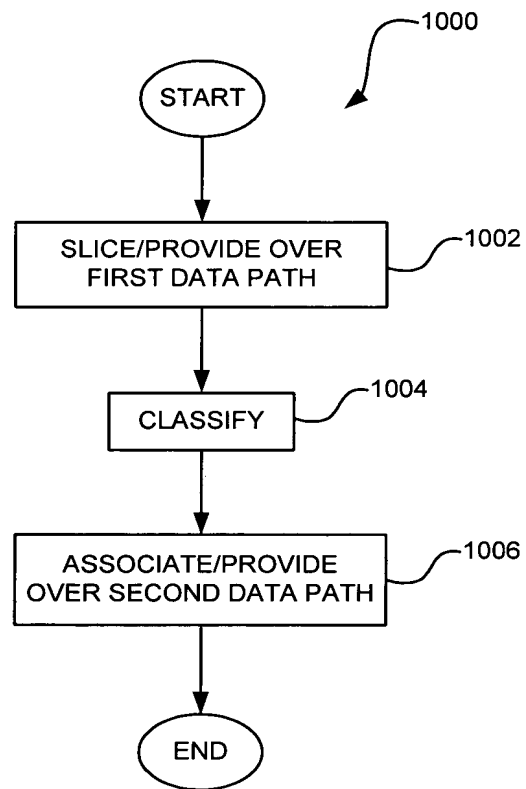 1000
START
SLICE/PROVIDE OVER
FIRST DATA PATH
1002
CLASSIFY
1004
ASSOCIATE/PROVIDE
OVER SECOND DATA PATH
1006
END